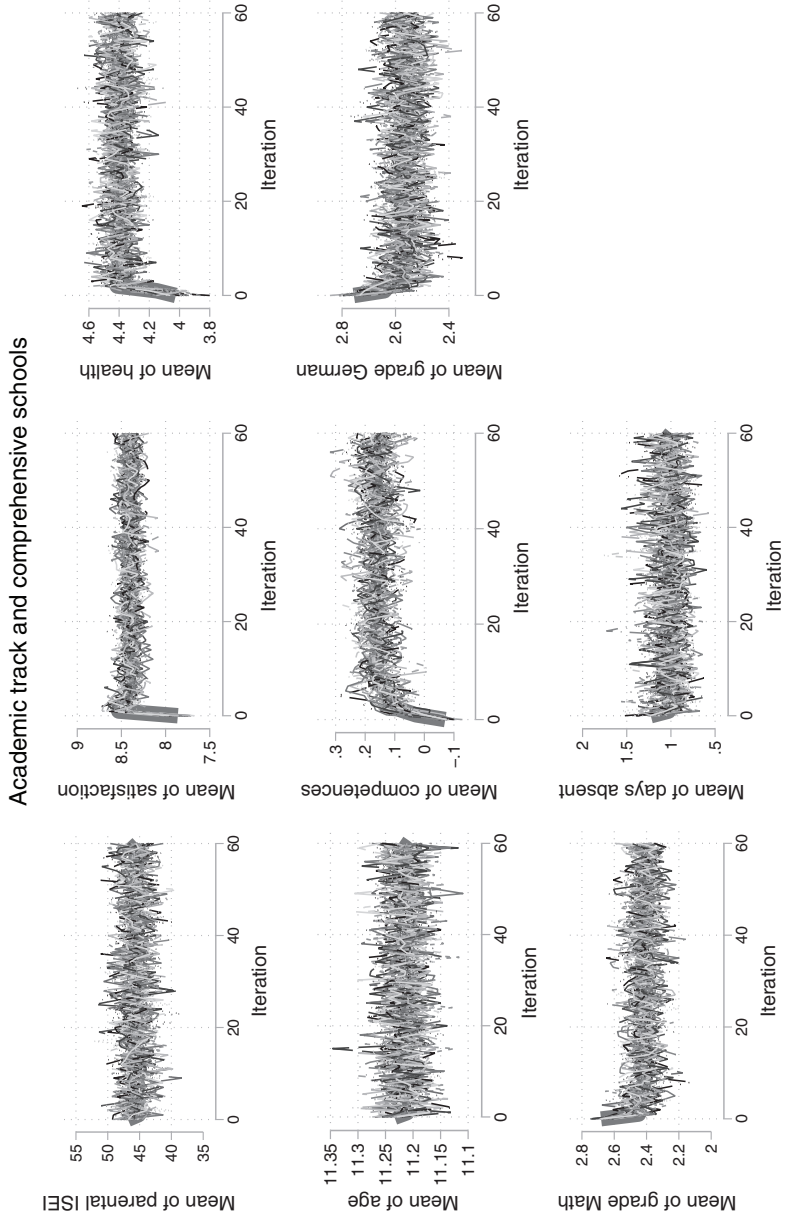 Academic track and comprehensive schools
Mean of parental ISEI
55
50
45
40
35
0 20 40 60
Iteration
Mean of satisfaction
9
8.5
8
7.5
0 20 40 60
Iteration
Mean of health
4.6
4.4
4.2
4
3.8
0 20 40 60
Iteration
Mean of age
11.35
11.3
11.25
11.2
11.15
11.1
0 20 40 60
Iteration
Mean of competences
.3
.2
.1
0
-.1
0 20 40 60
Iteration
Mean of grade German
2.8
2.6
2.4
0 20 40 60
Iteration
Mean of grade Math
2.8
2.6
2.4
2.2
2
0 20 40 60
Iteration
Mean of days absent
2
1.5
1
.5
0 20 40 60
Iteration